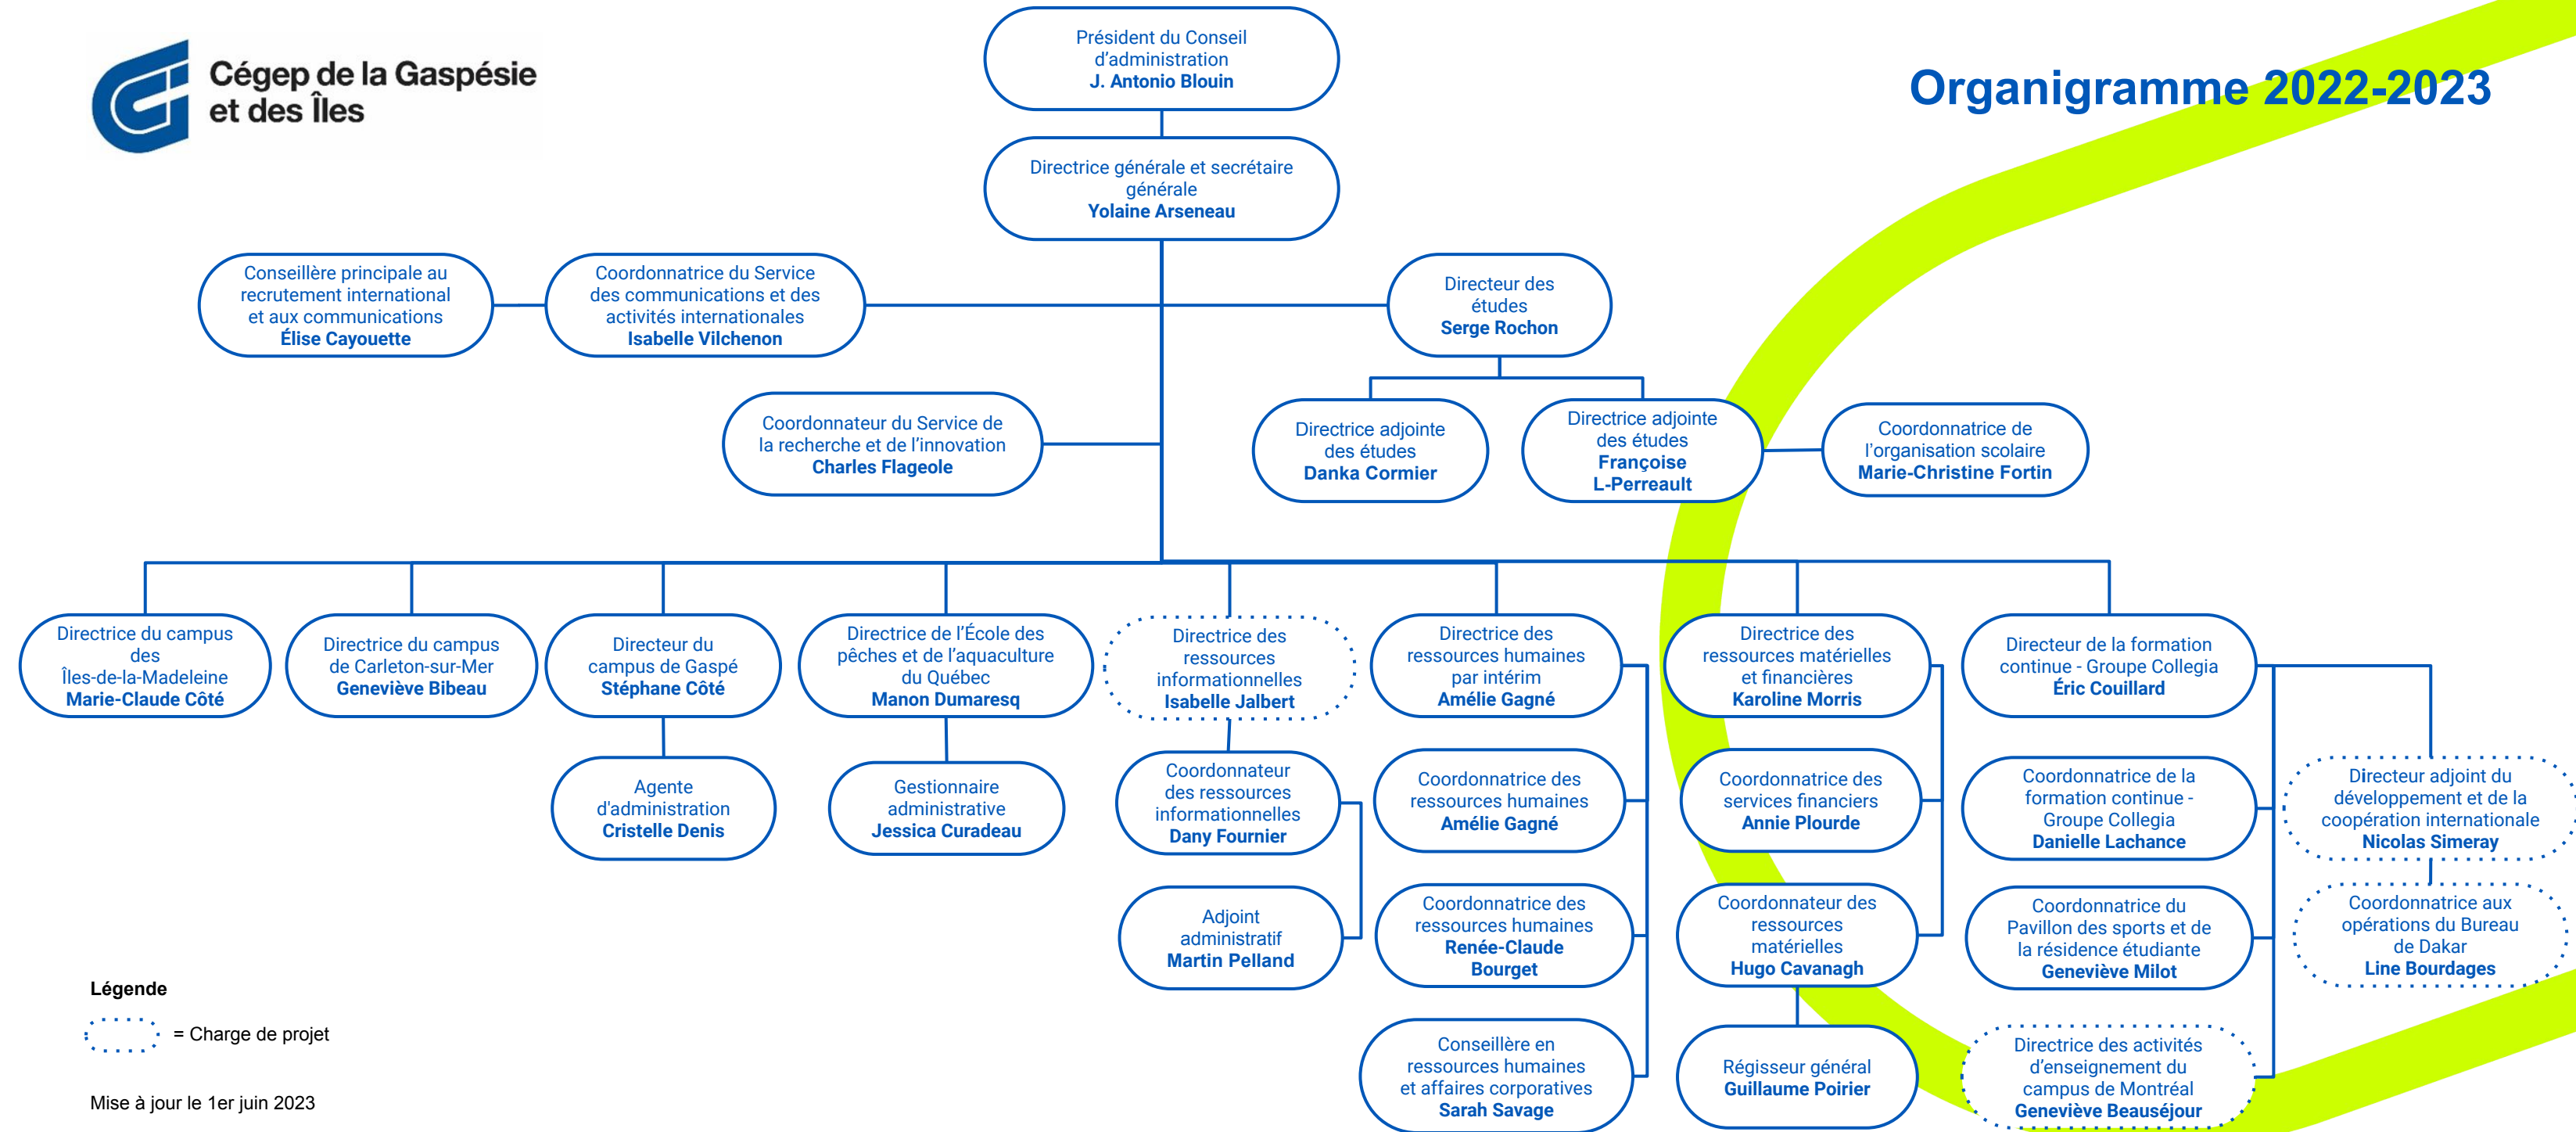 Cégep de la Gaspésie
et des Îles
Organigramme 2022-2023
Président du Conseil
d'administration
J. Antonio Blouin
Directrice générale et secrétaire
générale
Yolaine Arseneau
Conseillère principale au
recrutement international
et aux communications
Élise Cayouette
Coordonnatrice du Service
des communications et des
activités internationales
Isabelle Vilchenon
Directeur des
études
Serge Rochon
Coordonnateur du Service de
la recherche et de l'innovation
Charles Flageole
Directrice adjointe
des études
Danka Cormier
Directrice adjointe
des études
Françoise
L-Perreault
Coordonnatrice de
l'organisation scolaire
Marie-Christine Fortin
Directrice du campus
des
Îles-de-la-Madeleine
Marie-Claude Côté
Directrice du campus
de Carleton-sur-Mer
Geneviève Bibeau
Directeur du
campus de Gaspé
Stéphane Côté
Directrice de l'École des
pêches et de l'aquaculture
du Québec
Manon Dumaresq
Directrice des
ressources
informationnelles
Isabelle Jalbert
Directrice des
ressources humaines
par intérim
Amélie Gagné
Directrice des
ressources matérielles
et financières
Karoline Morris
Directeur de la formation
continue - Groupe Collegia
Éric Couillard
Agente
d'administration
Cristelle Denis
Gestionnaire
administrative
Jessica Curadeau
Coordonnateur
des ressources
informationnelles
Dany Fournier
Coordonnatrice des
ressources humaines
Amélie Gagné
Coordonnatrice des
services financiers
Annie Plourde
Coordonnatrice de la
formation continue -
Groupe Collegia
Danielle Lachance
Directeur adjoint du
développement et de la
coopération internationale
Nicolas Simeray
Adjoint
administratif
Martin Pelland
Coordonnatrice des
ressources humaines
Renée-Claude
Bourget
Coordonnateur des
ressources
matérielles
Hugo Cavanagh
Coordonnatrice du
Pavillon des sports et de
la résidence étudiante
Geneviève Milot
Coordonnatrice aux
opérations du Bureau
de Dakar
Line Bourdages
Conseillère en
ressources humaines
et affaires corporatives
Sarah Savage
Régisseur général
Guillaume Poirier
Directrice des activités
d'enseignement du
campus de Montréal
Geneviève Beauséjour
Légende
= Charge de projet
Mise à jour le 1er juin 2023